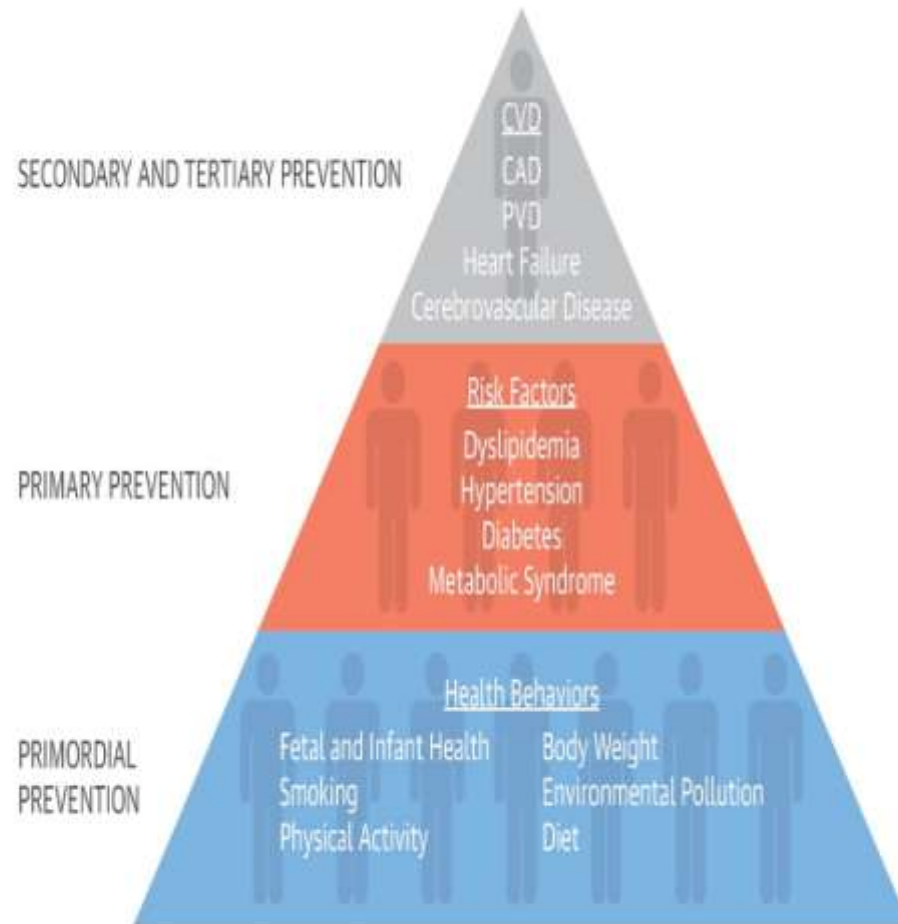 SECONDARY AND TERTIARY PREVENTION
CVD
CAD
PVD
Heart Failure
Cerebrovascular Disease
PRIMARY PREVENTION
Risk Factors
Dyslipidemia
Hypertension
Diabetes
Metabolic Syndrome
PRIMORDIAL
PREVENTION
Health Behaviors
Fetal and Infant Health
Smoking
Physical Activity
Body Weight
Environmental Pollution
Diet